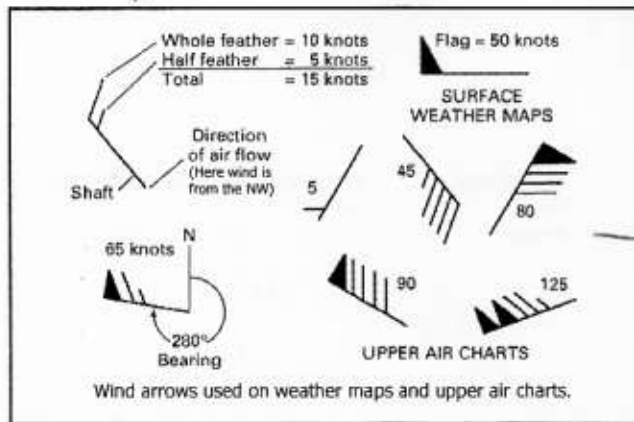 Whole feather = 10 knots
Half feather = 5 knots
Total = 15 knots
Flag = 50 knots
SURFACE
WEATHER MAPS
Direction
of air flow
(Here wind is
from the NW)
Shaft
5
45
80
65 knots
N
280°
Bearing
90
125
UPPER AIR CHARTS
Wind arrows used on weather maps and upper air charts.